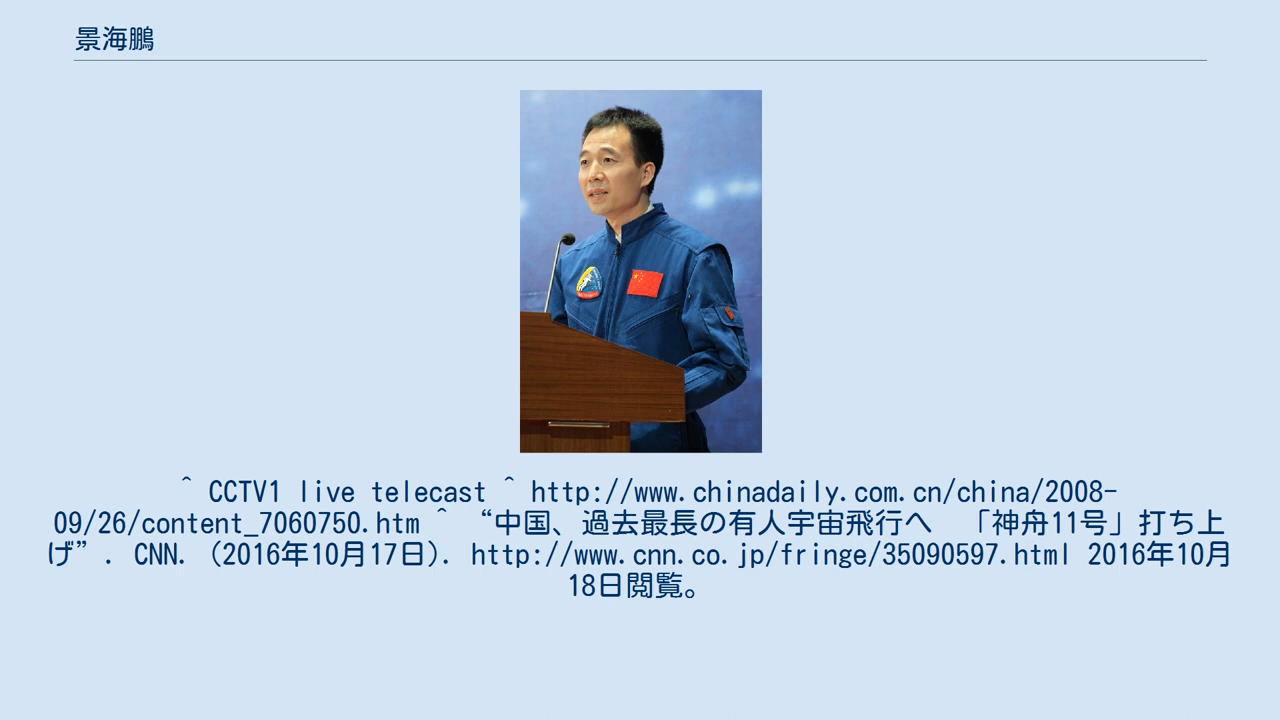 景海鵬
^ CCTV1 live telecast ^ http://www.chinadaily.com.cn/china/2008-
09/26/content_7060750.htm ^ “中国、過去最長の有人宇宙飛行へ　「神舟11号」打ち上
げ”. CNN. (2016年10月17日). http://www.cnn.co.jp/fringe/35090597.html 2016年10月
18日閲覧。